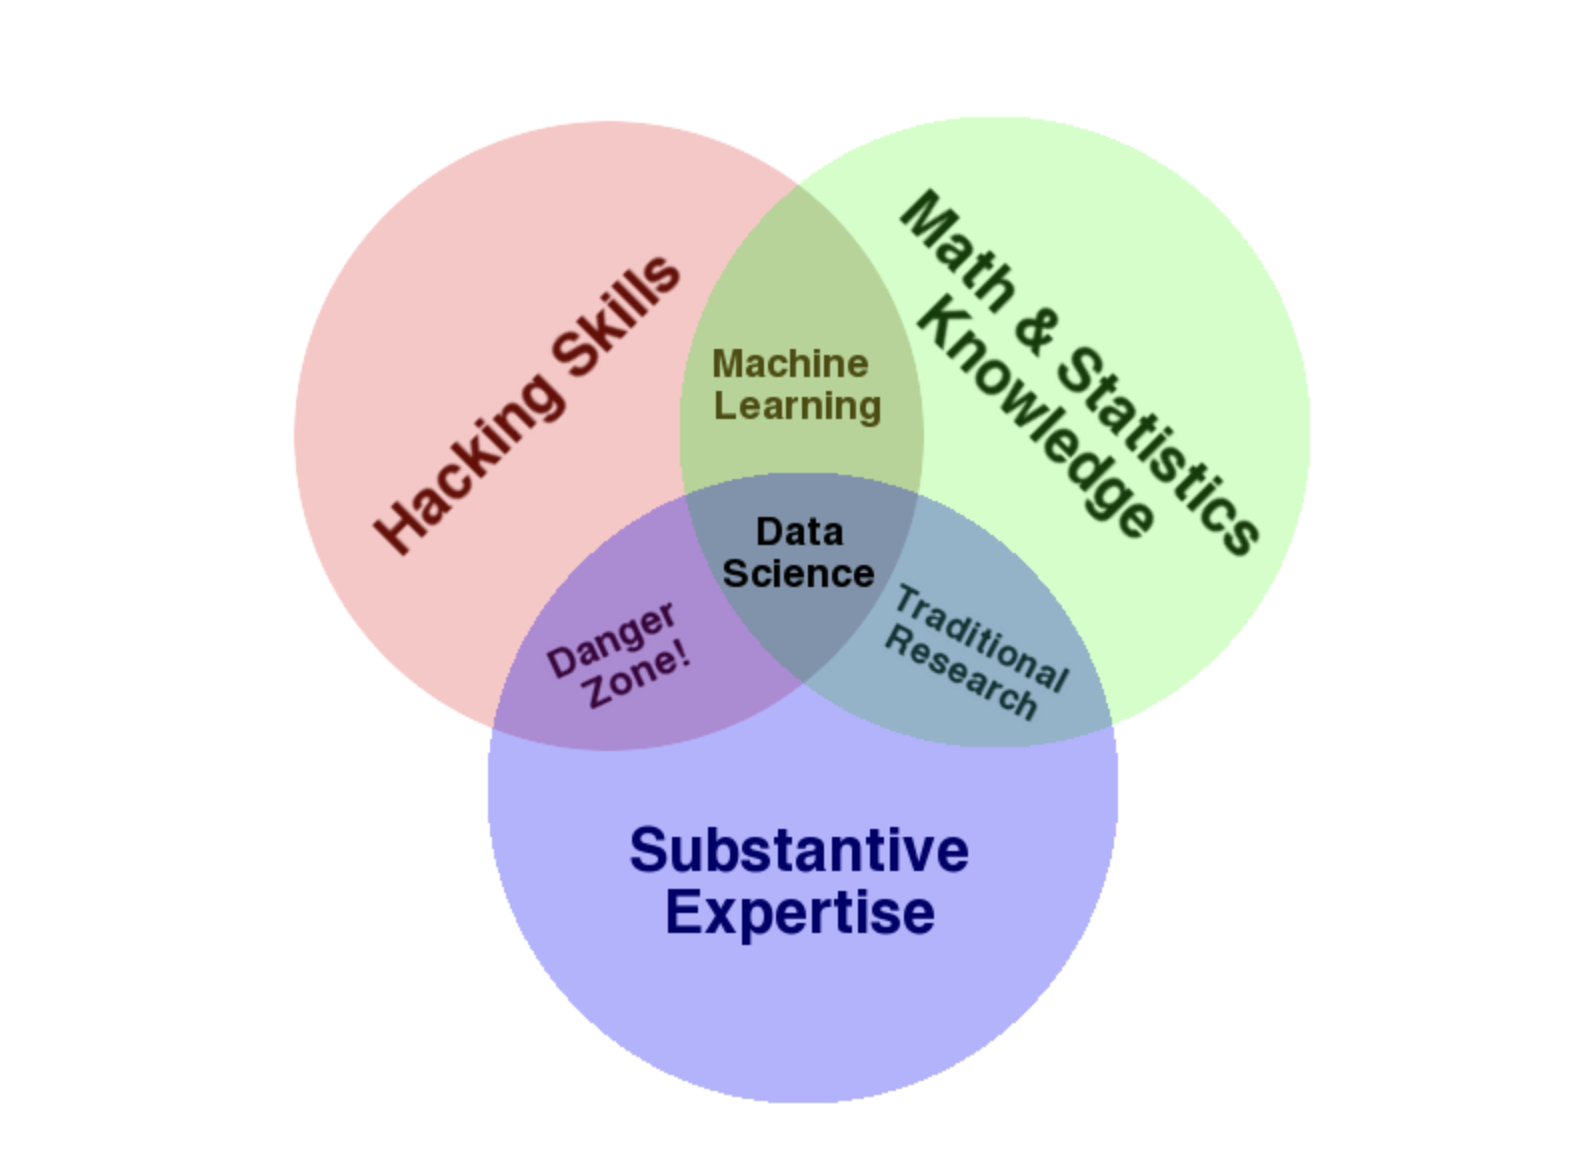 Hacking Skills
Math & Statistics
Knowledge
Machine
Learning
Data
Science
Danger
Zone!
Traditional
Research
Substantive
Expertise